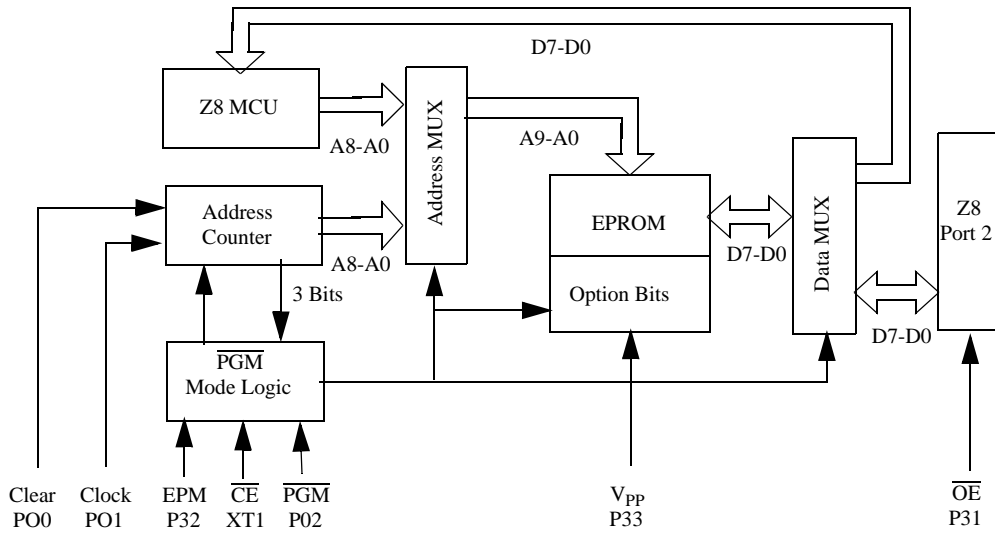 D7-D0
Z8 MCU
A8-A0
Address MUX
A9-A0
Address
Counter
A8-A0
3 Bits
EPROM
Option Bits
D7-D0
Data MUX
Z8
Port 2
D7-D0
PGM
Mode Logic
Clear
PO0
Clock
PO1
EPM
P32
CE
XT1
PGM
P02
VPP
P33
OE
P31